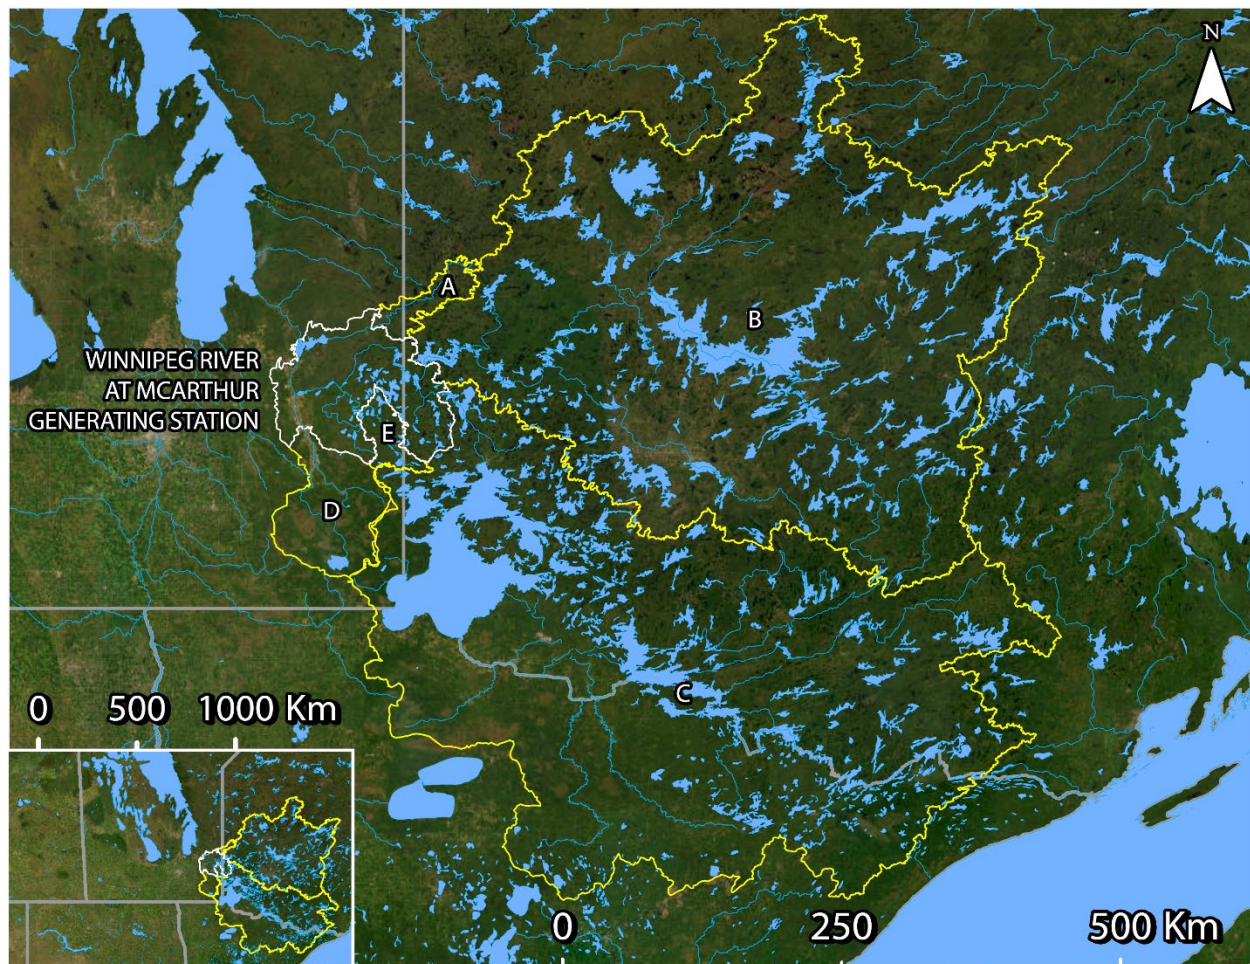 N
A
B
WINNIPEG RIVER
AT MCARTHUR
GENERATING STATION
E
D
C
0 500 1000 Km
0 250 500 Km